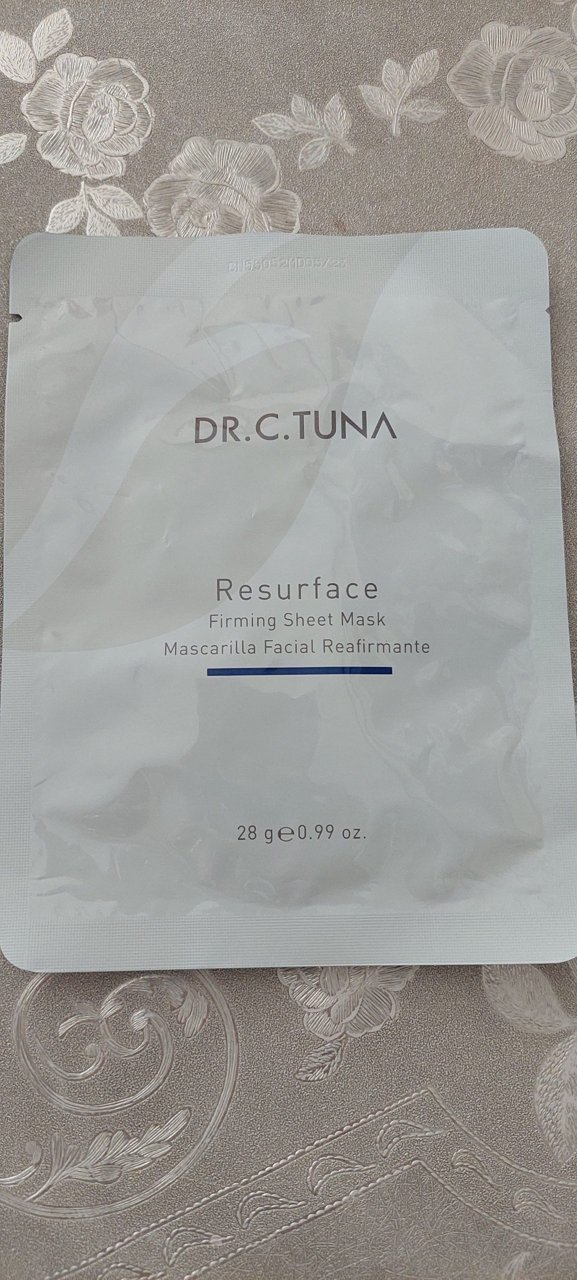 DR.C.TUNA
Resurface
Firming Sheet Mask
Mascarilla Facial Reafirmante
28 g℮0.99 oz.